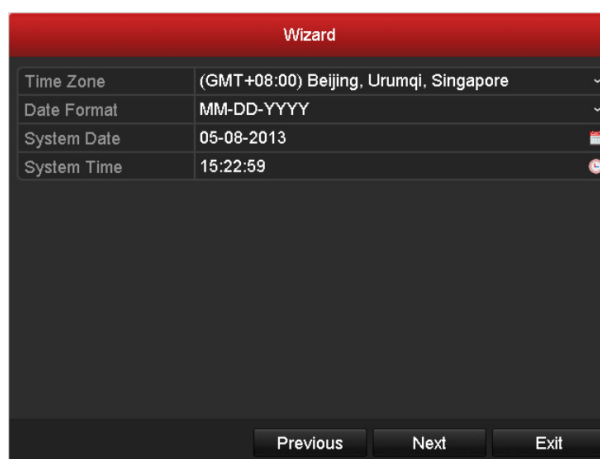 Wizard
Time Zone (GMT+08:00) Beijing, Urumqi, Singapore
Date Format MM-DD-YYYY
System Date 05-08-2013
System Time 15:22:59
Previous Next Exit